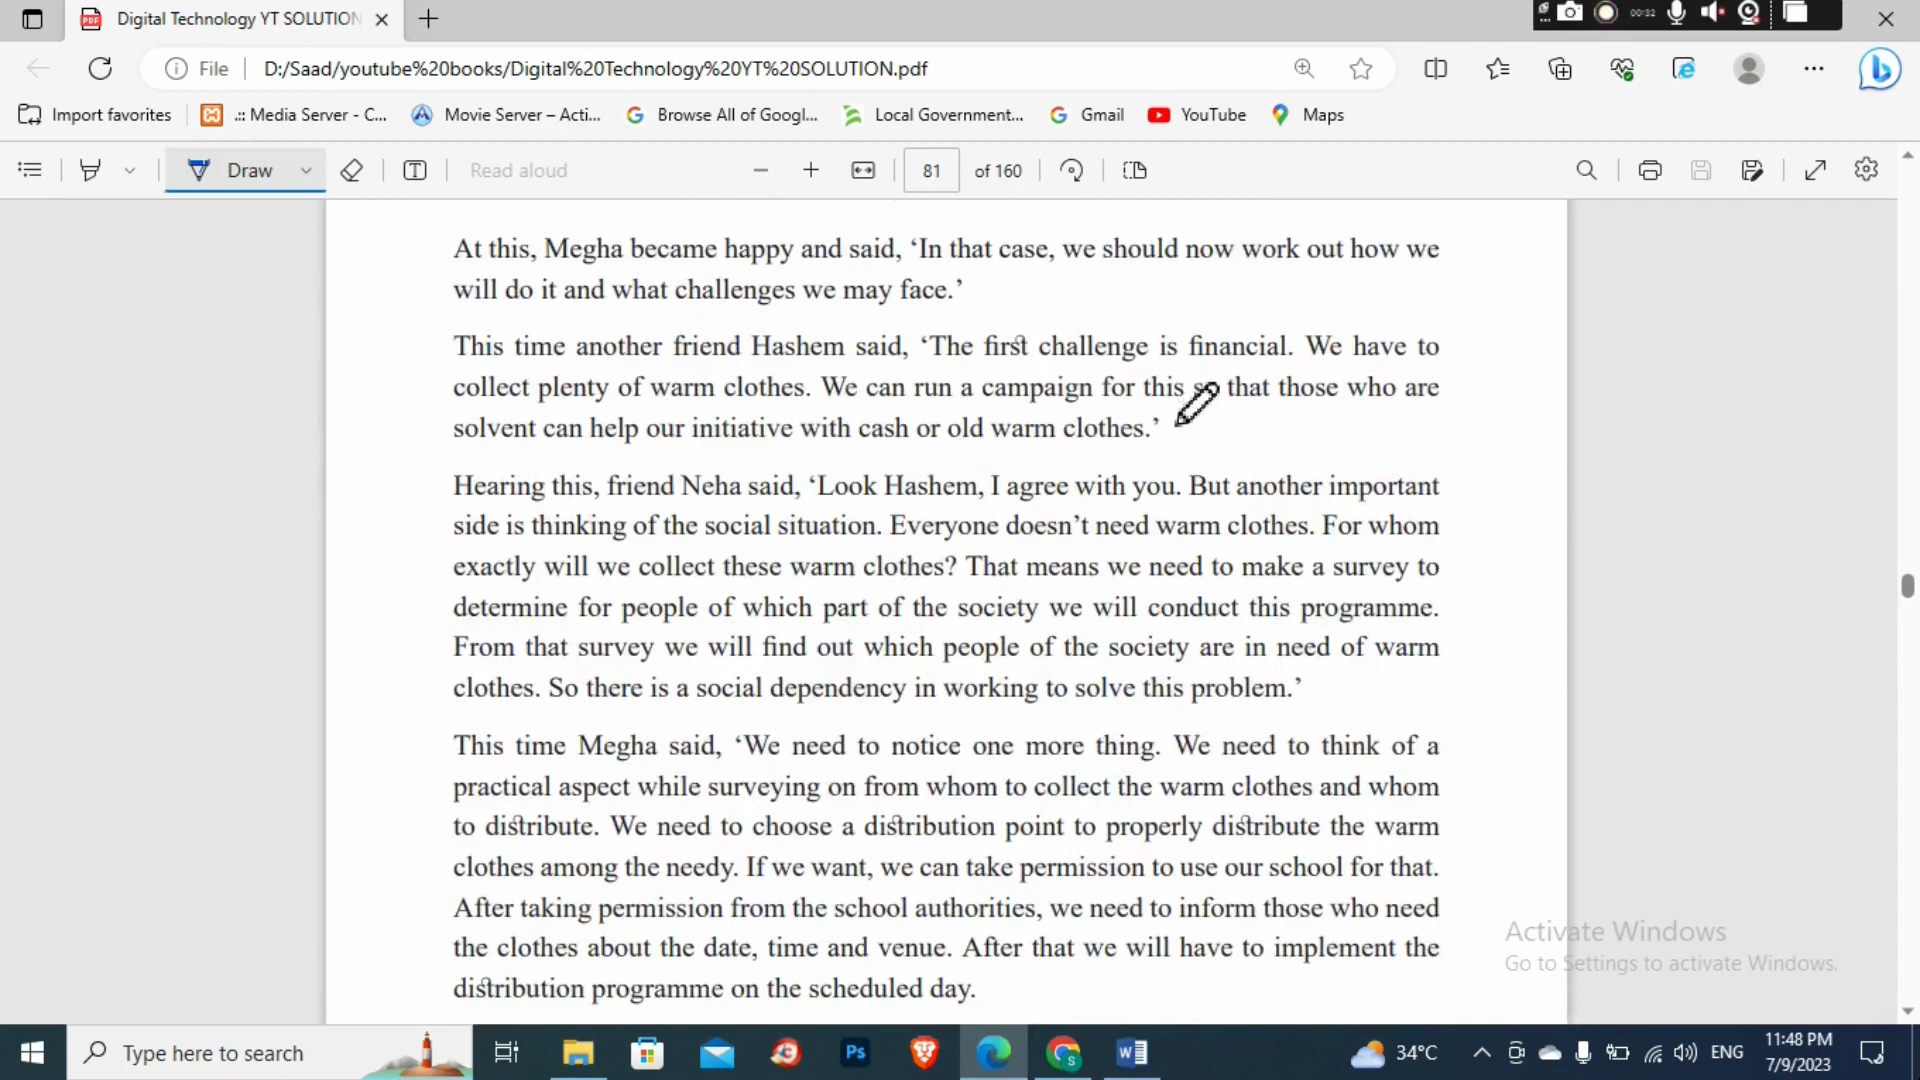 Digital Technology YT SOLUTION
00:32
File
D:/Saad/youtube%20books/Digital%20Technology%20YT%20SOLUTION.pdf
Import favorites
.:: Media Server - C...
Movie Server – Acti...
Browse All of Googl...
Local Government...
Gmail
YouTube
Maps
Draw
Read aloud
81
of 160
At this, Megha became happy and said, ‘In that case, we should now work out how we
will do it and what challenges we may face.’
This time another friend Hashem said, ‘The first challenge is financial. We have to
collect plenty of warm clothes. We can run a campaign for this so that those who are
solvent can help our initiative with cash or old warm clothes.’
Hearing this, friend Neha said, ‘Look Hashem, I agree with you. But another important
side is thinking of the social situation. Everyone doesn’t need warm clothes. For whom
exactly will we collect these warm clothes? That means we need to make a survey to
determine for people of which part of the society we will conduct this programme.
From that survey we will find out which people of the society are in need of warm
clothes. So there is a social dependency in working to solve this problem.’
This time Megha said, ‘We need to notice one more thing. We need to think of a
practical aspect while surveying on from whom to collect the warm clothes and whom
to distribute. We need to choose a distribution point to properly distribute the warm
clothes among the needy. If we want, we can take permission to use our school for that.
After taking permission from the school authorities, we need to inform those who need
the clothes about the date, time and venue. After that we will have to implement the
distribution programme on the scheduled day.
Activate Windows
Go to Settings to activate Windows.
Type here to search
Ps
34°C
ENG
11:48 PM
7/9/2023